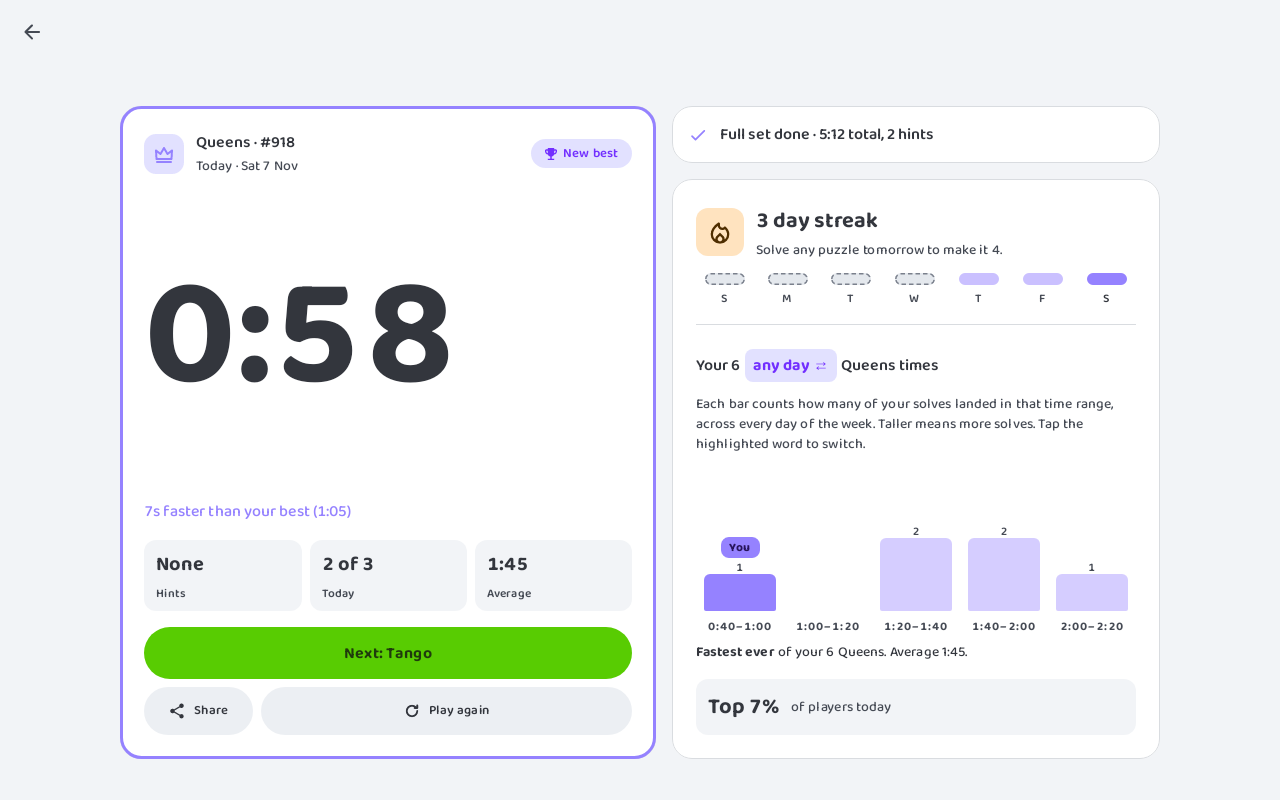 Queens · #918
Today · Sat 7 Nov
New best
0:58
7s faster than your best (1:05)
None
Hints
2 of 3
Today
1:45
Average
Next: Tango
Share
Play again
Full set done · 5:12 total, 2 hints
3 day streak
Solve any puzzle tomorrow to make it 4.
S M T W T F S
Your 6 any day Queens times
Each bar counts how many of your solves landed in that time range,
across every day of the week. Taller means more solves. Tap the
highlighted word to switch.
You
1 2 2 1
0:40–1:00 1:00–1:20 1:20–1:40 1:40–2:00 2:00–2:20
Fastest ever of your 6 Queens. Average 1:45.
Top 7% of players today